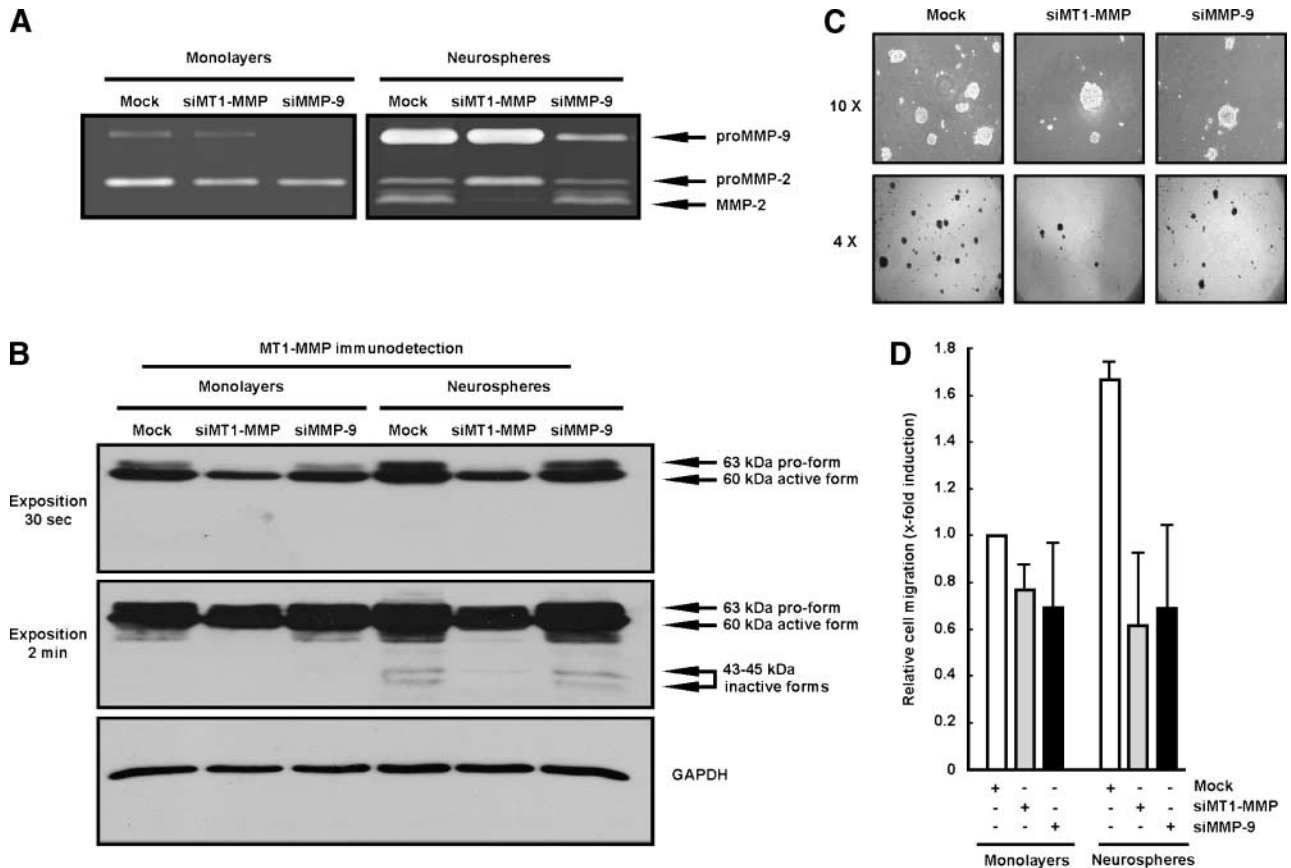 A
Monolayers
Neurospheres
Mock siMT1-MMP siMMP-9
Mock siMT1-MMP siMMP-9
proMMP-9
proMMP-2
MMP-2
B
MT1-MMP immunodetection
Monolayers
Neurospheres
Mock siMT1-MMP siMMP-9
Mock siMT1-MMP siMMP-9
Exposition
30 sec
63 kDa pro-form
60 kDa active form
Exposition
2 min
63 kDa pro-form
60 kDa active form
43-45 kDa
inactive forms
GAPDH
C
Mock siMT1-MMP siMMP-9
10 X
4 X
D
Relative cell migration (x-fold induction)
1.8
1.6
1.4
1.2
1.0
0.8
0.6
0.4
0.2
0
+ - - + - - Mock
- + - - + - siMT1-MMP
- - + - - + siMMP-9
Monolayers
Neurospheres